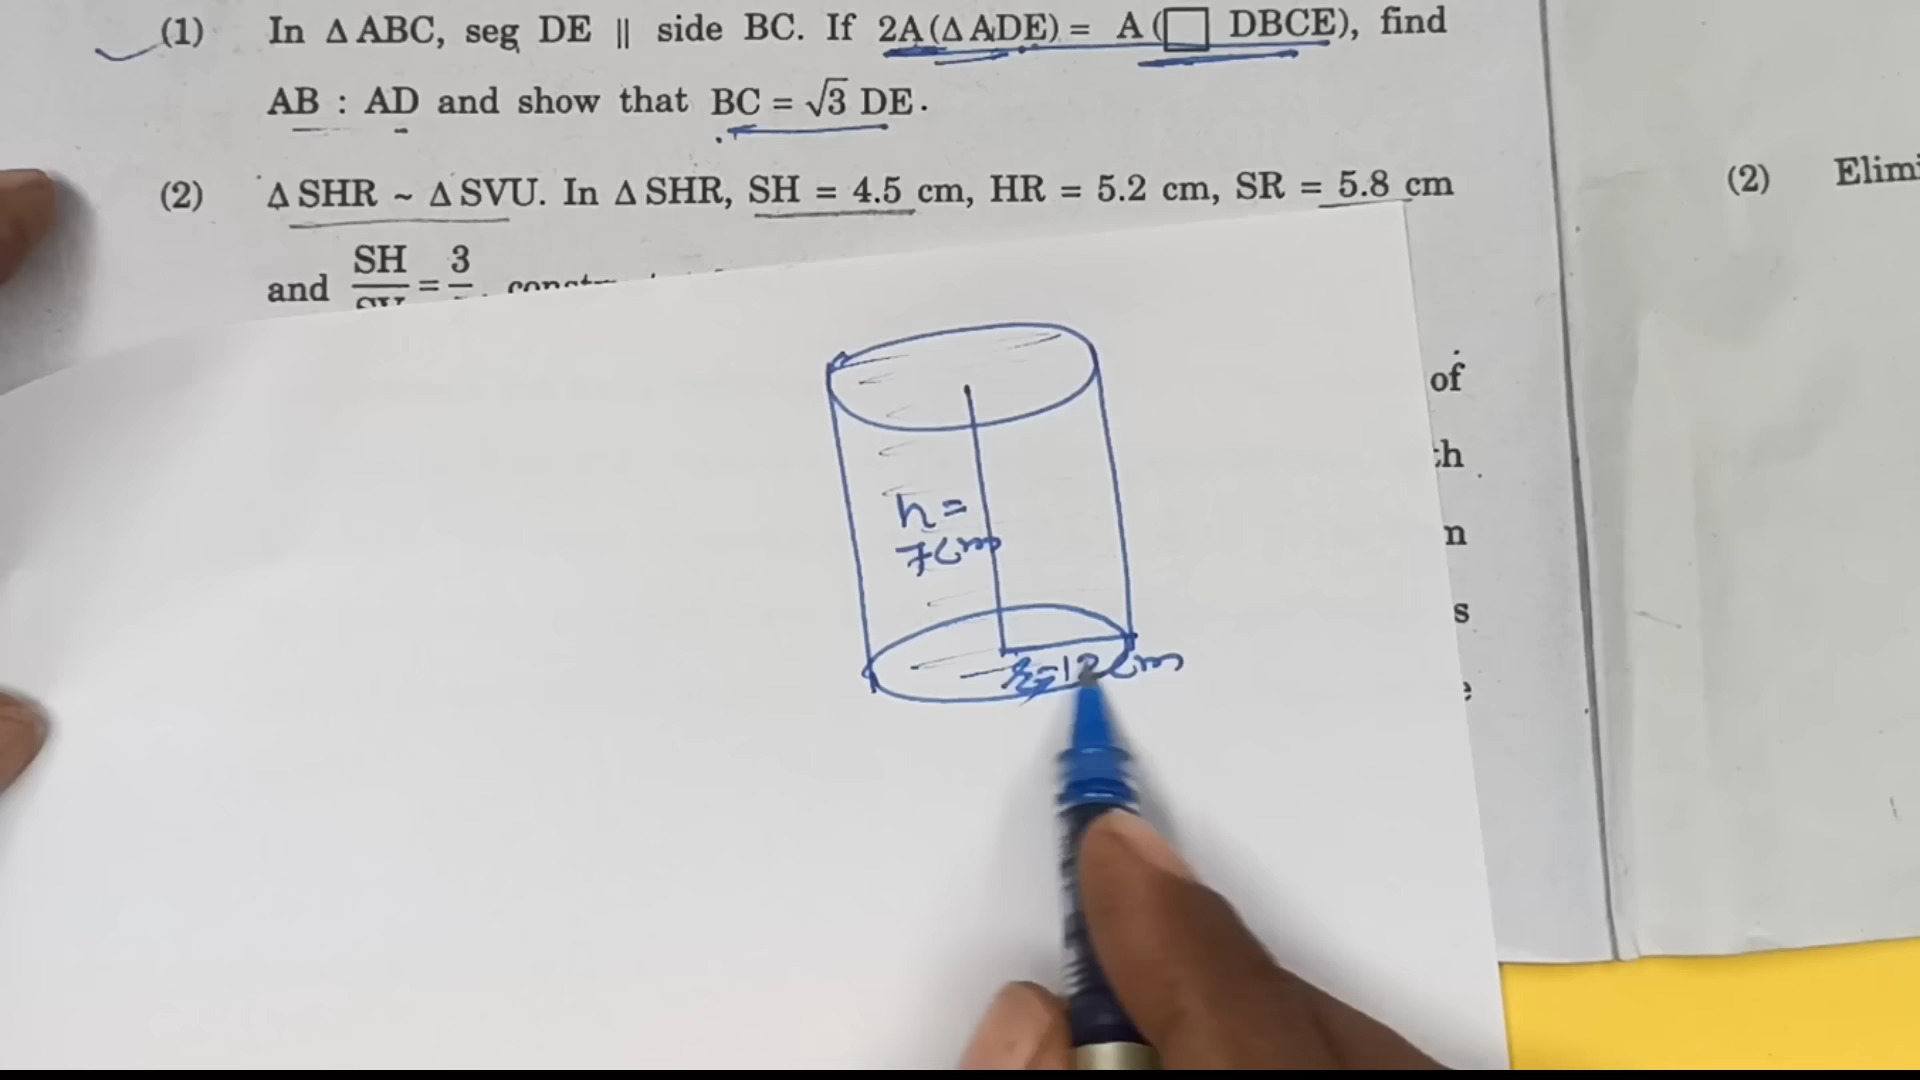 (1) In Δ ABC, seg DE || side BC. If 2A(Δ ADE) = A(□ DBCE), find
AB : AD and show that BC = √3 DE.
(2) Δ SHR ~ Δ SVU. In Δ SHR, SH = 4.5 cm, HR = 5.2 cm, SR = 5.8 cm
and SH = 3
of
n
s
h =
7cm
r=12cm
(2)